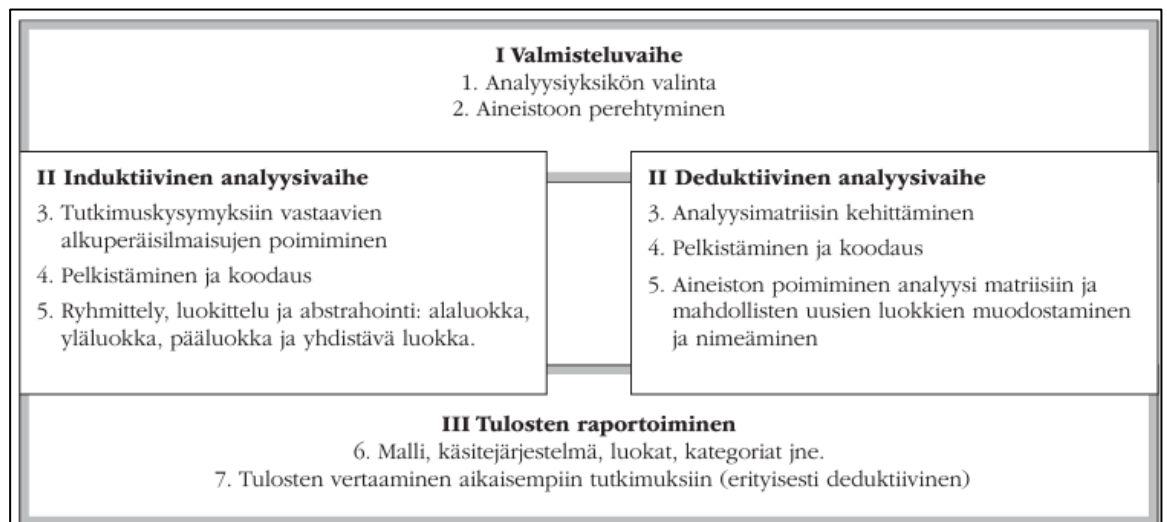 I Valmisteluvaihe
1. Analyysiyksikön valinta
2. Aineistoon perehtyminen
II Induktiivinen analyysivaihe
3. Tutkimuskysymyksiin vastaavien
alkuperäisilmaisujen poimiminen
4. Pelkistäminen ja koodaus
5. Ryhmittely, luokittelu ja abstrahointi: alaluokka,
yläluokka, pääluokka ja yhdistävä luokka.
II Deduktiivinen analyysivaihe
3. Analyysimatriisin kehittäminen
4. Pelkistäminen ja koodaus
5. Aineiston poimiminen analyysi matriisiin ja
mahdollisten uusien luokkien muodostaminen
ja nimeäminen
III Tulosten raportoiminen
6. Malli, käsitejärjestelmä, luokat, kategoriat jne.
7. Tulosten vertaaminen aikaisempiin tutkimuksiin (erityisesti deduktiivinen)